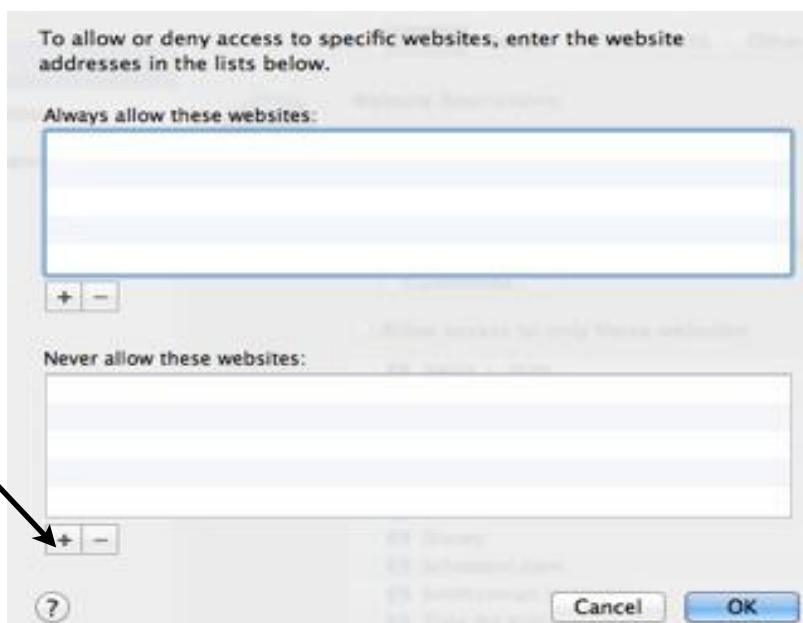 To allow or deny access to specific websites, enter the website
addresses in the lists below.
Always allow these websites:
+ −
Never allow these websites:
+ −
? Cancel OK